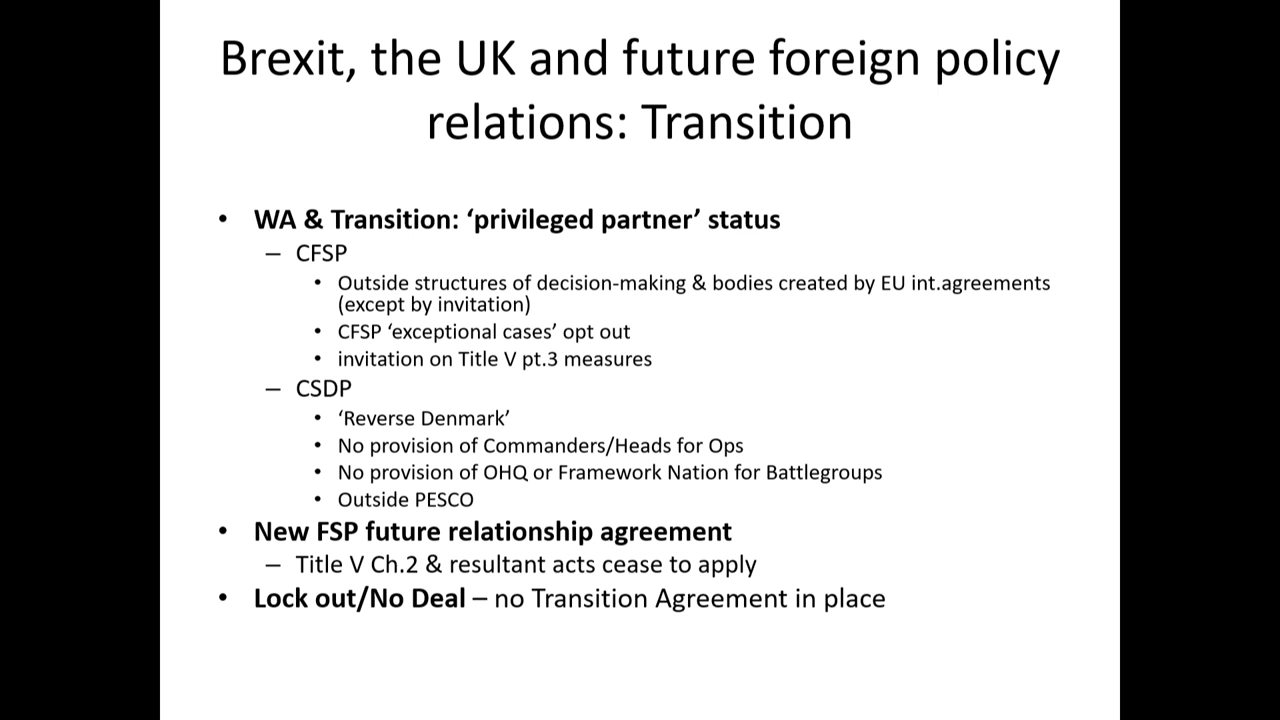 Brexit, the UK and future foreign policy
relations: Transition
• WA & Transition: ‘privileged partner’ status
– CFSP
• Outside structures of decision-making & bodies created by EU int.agreements
(except by invitation)
• CFSP ‘exceptional cases’ opt out
• invitation on Title V pt.3 measures
– CSDP
• ‘Reverse Denmark’
• No provision of Commanders/Heads for Ops
• No provision of OHQ or Framework Nation for Battlegroups
• Outside PESCO
• New FSP future relationship agreement
– Title V Ch.2 & resultant acts cease to apply
• Lock out/No Deal – no Transition Agreement in place